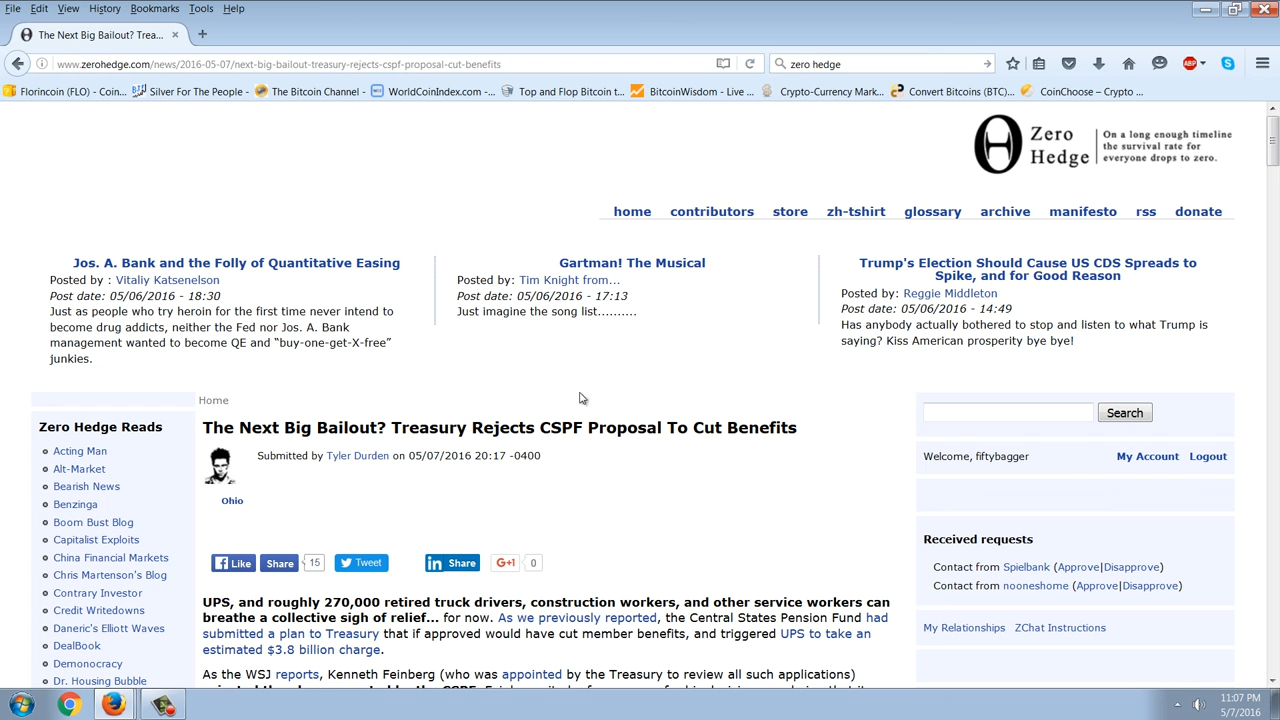 File Edit View History Bookmarks Tools Help
The Next Big Bailout? Trea...
www.zerohedge.com/news/2016-05-07/next-big-bailout-treasury-rejects-cspf-proposal-cut-benefits
zero hedge
ABP
Florincoin (FLO) - Coin...
Silver For The People - ...
The Bitcoin Channel - ...
WorldCoinIndex.com -...
Top and Flop Bitcoin t...
BitcoinWisdom - Live ...
Crypto-Currency Mark...
Convert Bitcoins (BTC)...
CoinChoose – Crypto ...
Zero Hedge
On a long enough timeline
the survival rate for
everyone drops to zero.
home contributors store zh-tshirt glossary archive manifesto rss donate
Jos. A. Bank and the Folly of Quantitative Easing
Posted by : Vitaliy Katsenelson
Post date: 05/06/2016 - 18:30
Just as people who try heroin for the first time never intend to
become drug addicts, neither the Fed nor Jos. A. Bank
management wanted to become QE and “buy-one-get-X-free”
junkies.
Gartman! The Musical
Posted by: Tim Knight from...
Post date: 05/06/2016 - 17:13
Just imagine the song list..........
Trump's Election Should Cause US CDS Spreads to
Spike, and for Good Reason
Posted by: Reggie Middleton
Post date: 05/06/2016 - 14:49
Has anybody actually bothered to stop and listen to what Trump is
saying? Kiss American prosperity bye bye!
Zero Hedge Reads
Acting Man
Alt-Market
Bearish News
Benzinga
Boom Bust Blog
Capitalist Exploits
China Financial Markets
Chris Martenson's Blog
Contrary Investor
Credit Writedowns
Daneric's Elliott Waves
DealBook
Demonocracy
Dr. Housing Bubble
Home
The Next Big Bailout? Treasury Rejects CSPF Proposal To Cut Benefits
Submitted by Tyler Durden on 05/07/2016 20:17 -0400
Ohio
Like Share 15 Tweet Share G+1 0
UPS, and roughly 270,000 retired truck drivers, construction workers, and other service workers can
breathe a collective sigh of relief... for now. As we previously reported, the Central States Pension Fund had
submitted a plan to Treasury that if approved would have cut member benefits, and triggered UPS to take an
estimated $3.8 billion charge.
As the WSJ reports, Kenneth Feinberg (who was appointed by the Treasury to review all such applications)
Search
Welcome, fiftybagger My Account Logout
Received requests
Contact from Spielbank (Approve|Disapprove)
Contact from nooneshome (Approve|Disapprove)
My Relationships ZChat Instructions
11:07 PM
5/7/2016